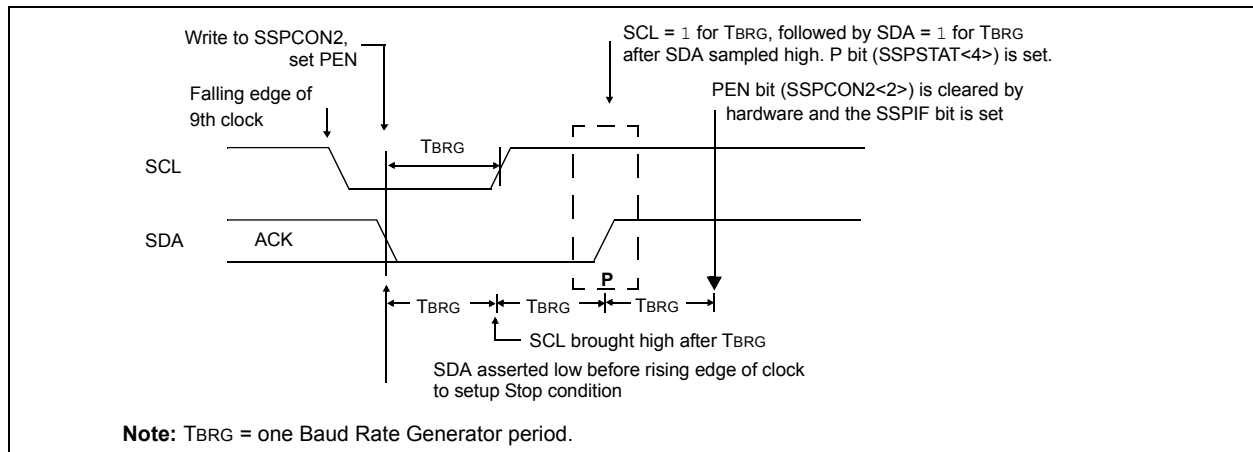 Write to SSPCON2,
set PEN
SCL = 1 for TBRG, followed by SDA = 1 for TBRG
after SDA sampled high. P bit (SSPSTAT<4>) is set.
Falling edge of
9th clock
PEN bit (SSPCON2<2>) is cleared by
hardware and the SSPIF bit is set
TBRG
SCL
SDA
ACK
P
TBRG
TBRG
TBRG
SCL brought high after TBRG
SDA asserted low before rising edge of clock
to setup Stop condition
Note: TBRG = one Baud Rate Generator period.